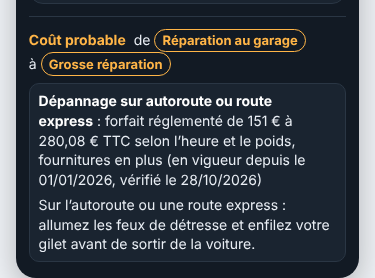 Coût probable de Réparation au garage
à Grosse réparation
Dépannage sur autoroute ou route
express : forfait réglementé de 151 € à
280,08 € TTC selon l’heure et le poids,
fournitures en plus (en vigueur depuis le
01/01/2026, vérifié le 28/10/2026)
Sur l’autoroute ou une route express :
allumez les feux de détresse et enfilez votre
gilet avant de sortir de la voiture.